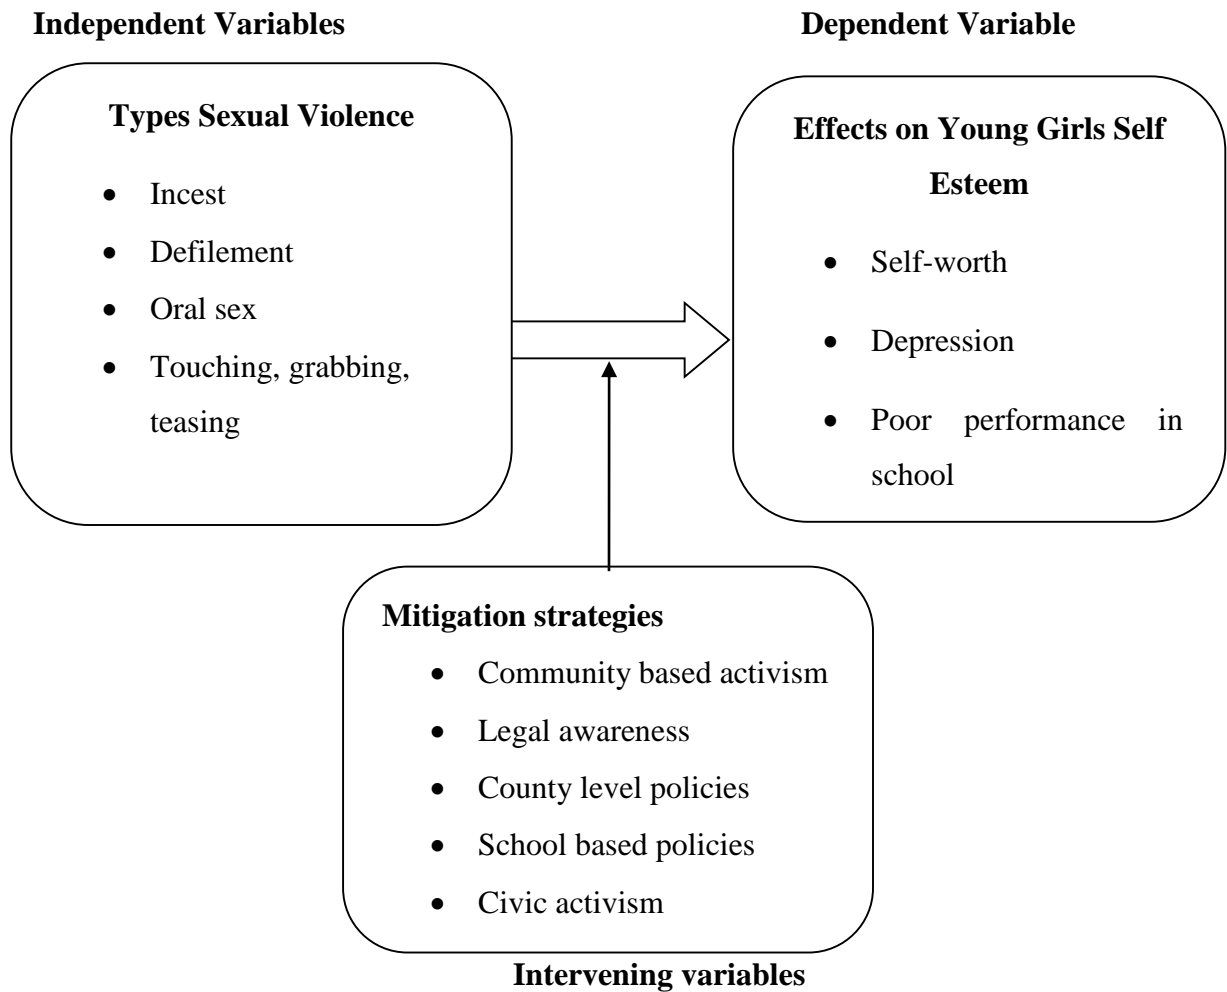 Independent Variables
Dependent Variable
Types Sexual Violence
• Incest
• Defilement
• Oral sex
• Touching, grabbing,
teasing
Effects on Young Girls Self
Esteem
• Self-worth
• Depression
• Poor performance in
school
Mitigation strategies
• Community based activism
• Legal awareness
• County level policies
• School based policies
• Civic activism
Intervening variables